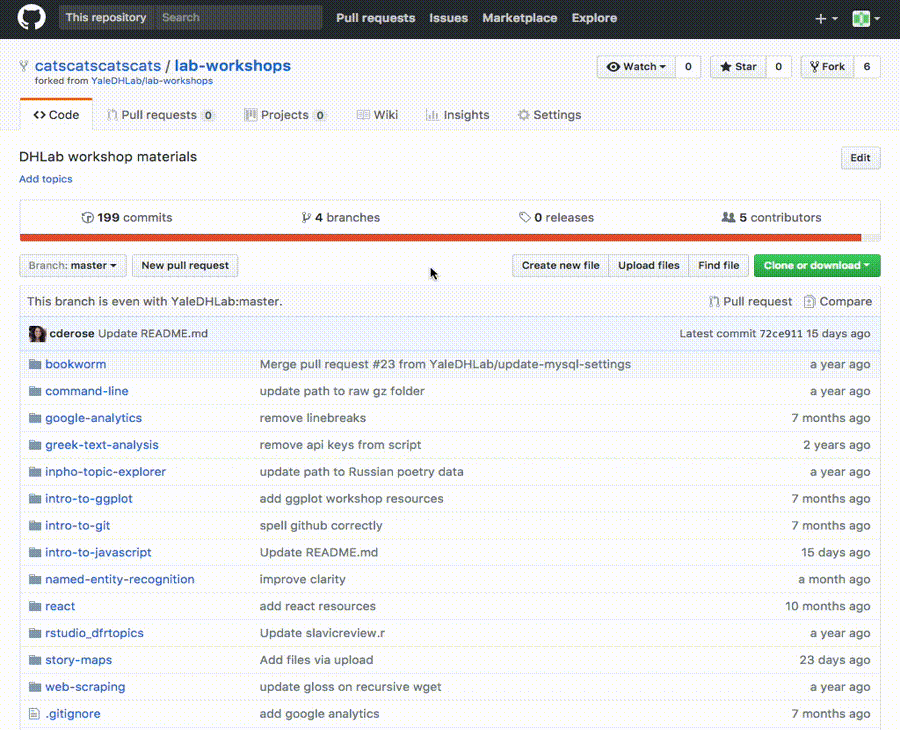 This repository Search Pull requests Issues Marketplace Explore
catscatscatscats / lab-workshops Watch 0 Star 0 Fork 6
forked from YaleDHLab/lab-workshops
Code Pull requests 0 Projects 0 Wiki Insights Settings
DHLab workshop materials Edit
Add topics
199 commits 4 branches 0 releases 5 contributors
Branch: master New pull request Create new file Upload files Find file Clone or download
This branch is even with YaleDHLab:master. Pull request Compare
cderose Update README.md Latest commit 72ce911 15 days ago
bookworm Merge pull request #23 from YaleDHLab/update-mysql-settings a year ago
command-line update path to raw gz folder a year ago
google-analytics remove linebreaks 7 months ago
greek-text-analysis remove api keys from script 2 years ago
inpho-topic-explorer update path to Russian poetry data a year ago
intro-to-ggplot add ggplot workshop resources 7 months ago
intro-to-git spell github correctly 7 months ago
intro-to-javascript Update README.md 15 days ago
named-entity-recognition improve clarity a month ago
react add react resources 10 months ago
rstudio_dfrtopics Update slavicreview.r a year ago
story-maps Add files via upload 23 days ago
web-scraping update gloss on recursive wget a year ago
.gitignore add google analytics 7 months ago